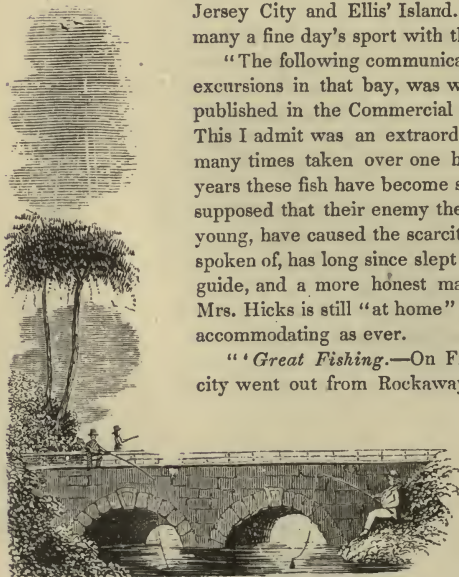 Jersey City and Ellis' Island.
many a fine day's sport with
"The following communica
excursions in that bay, was w
published in the Commercial
This I admit was an extraord
many times taken over one h
years these fish have become s
supposed that their enemy the
young, have caused the scarcit
spoken of, has long since slept
guide, and a more honest ma
Mrs. Hicks is still "at home"
accommodating as ever.
"'Great Fishing.—On F
city went out from Rockaway